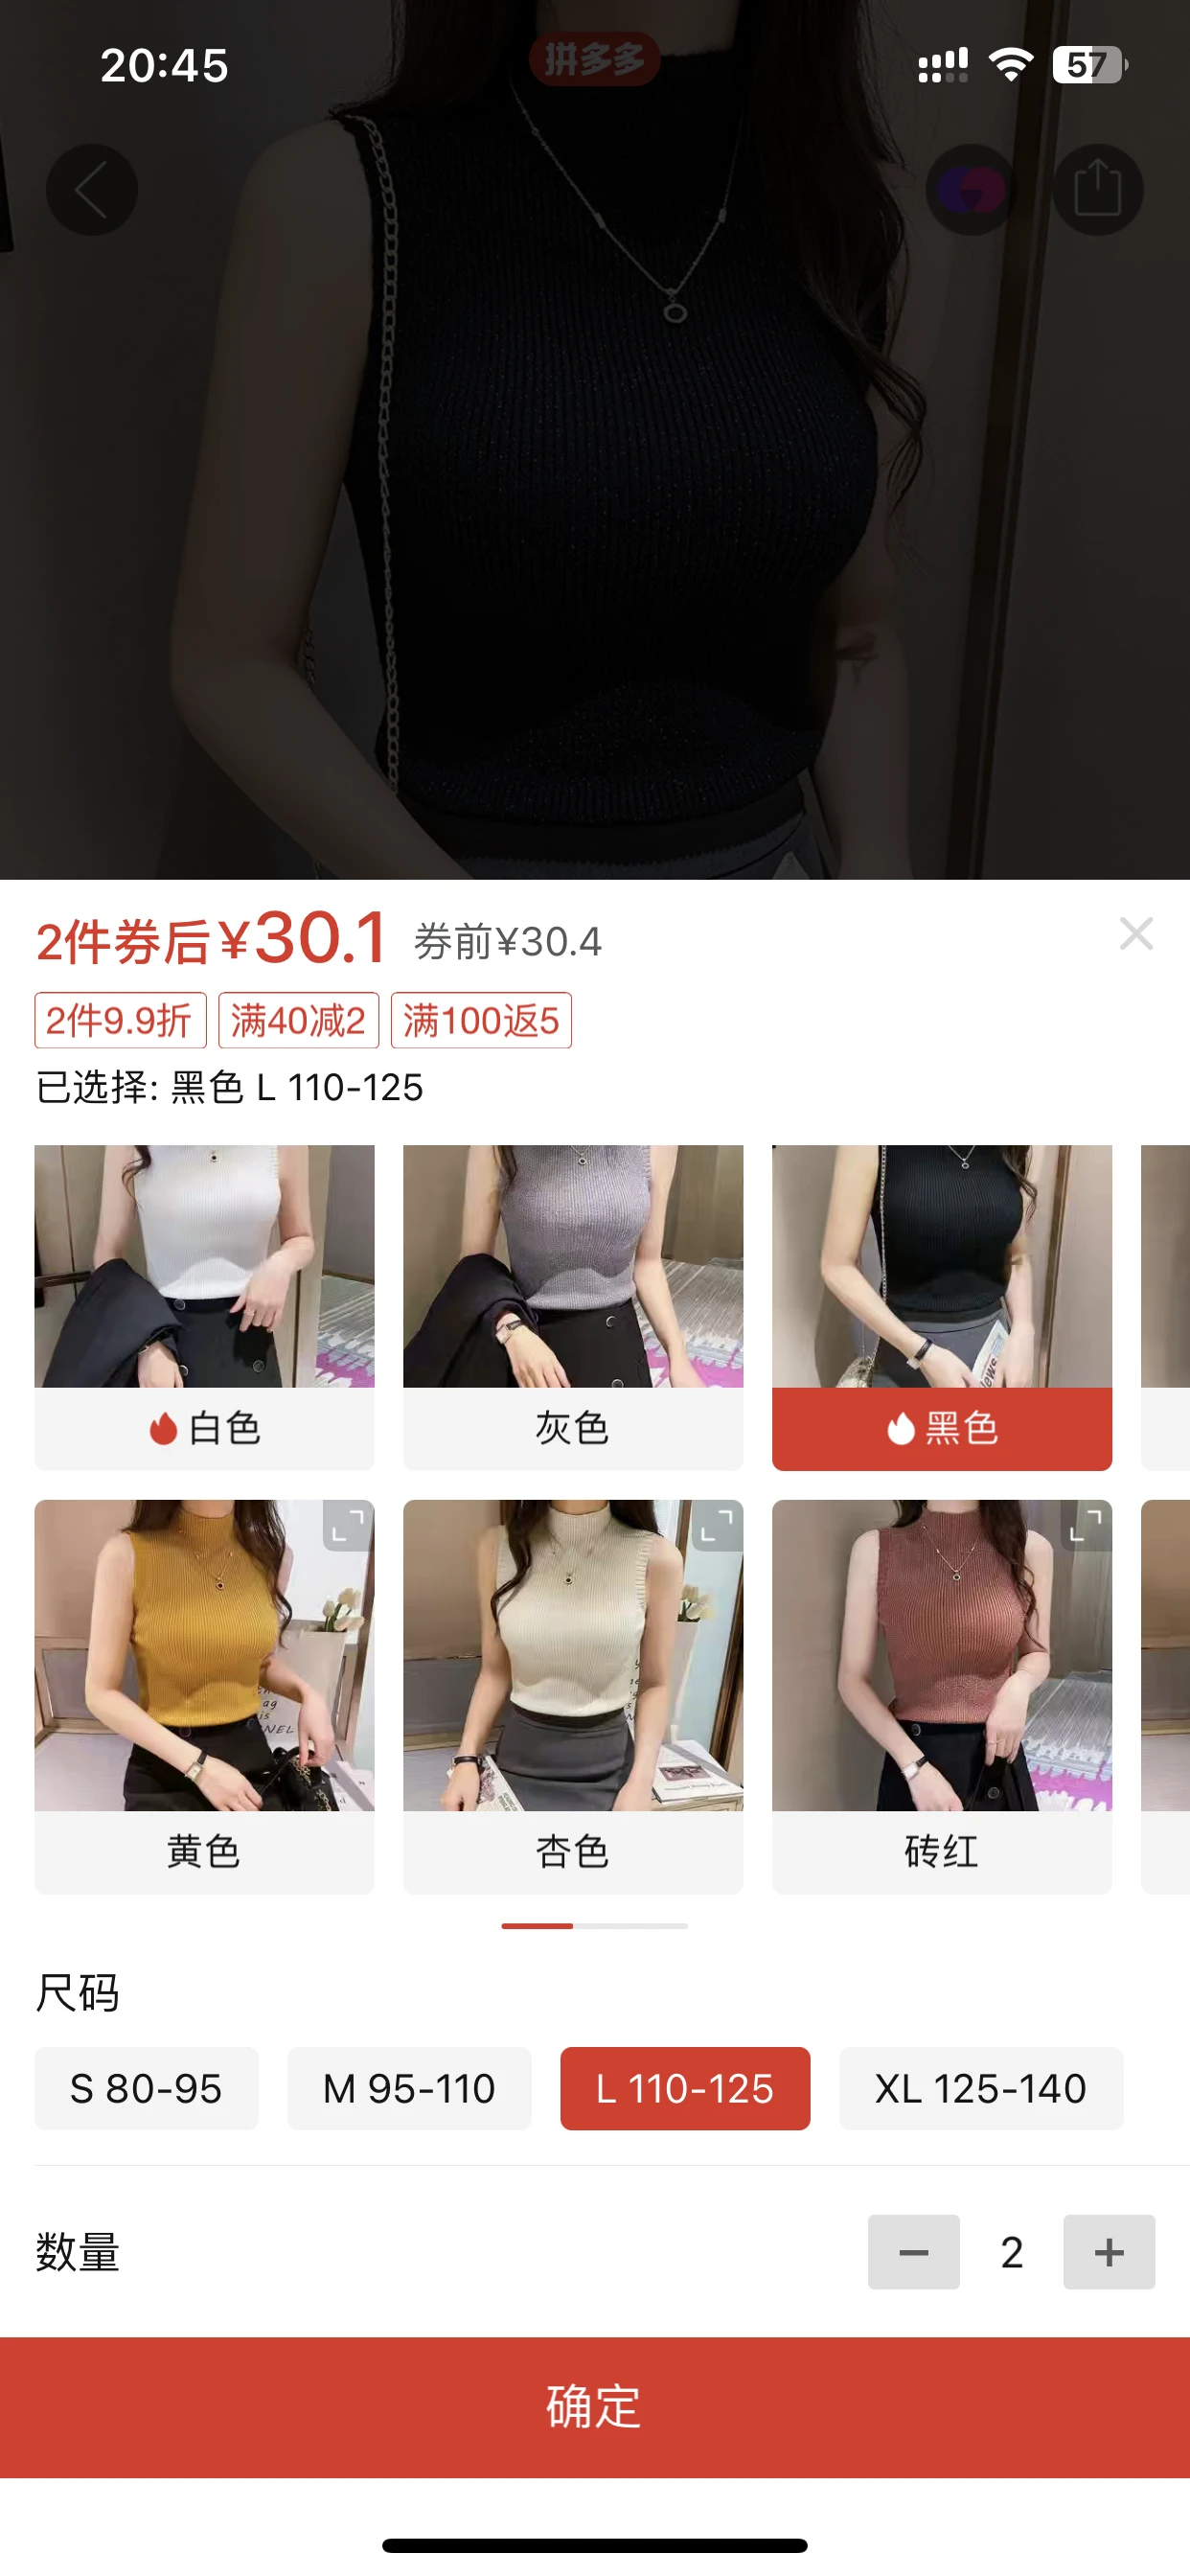 20:45
拼多多
57
2件券后¥30.1 券前¥30.4
2件9.9折 满40减2 满100返5
已选择: 黑色 L 110-125
白色 灰色 黑色
黄色 杏色 砖红
尺码
S 80-95 M 95-110 L 110-125 XL 125-140
数量 − 2 +
确定